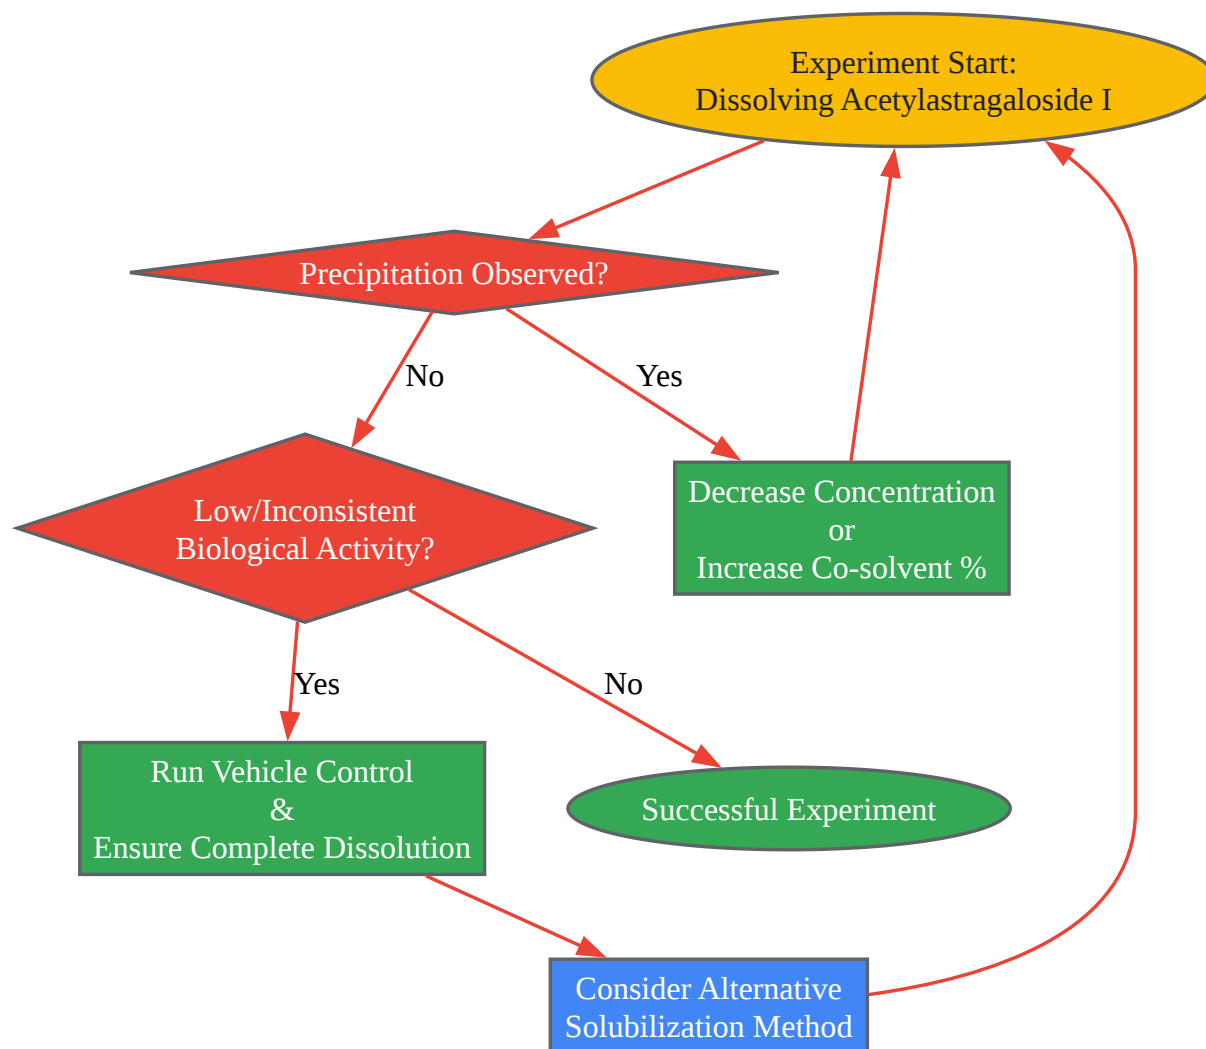 Experiment Start:
Dissolving Acetylastragaloside I
Precipitation Observed?
No
Yes
Low/Inconsistent
Biological Activity?
Decrease Concentration
or
Increase Co-solvent %
Yes
No
Run Vehicle Control
&
Ensure Complete Dissolution
Successful Experiment
Consider Alternative
Solubilization Method